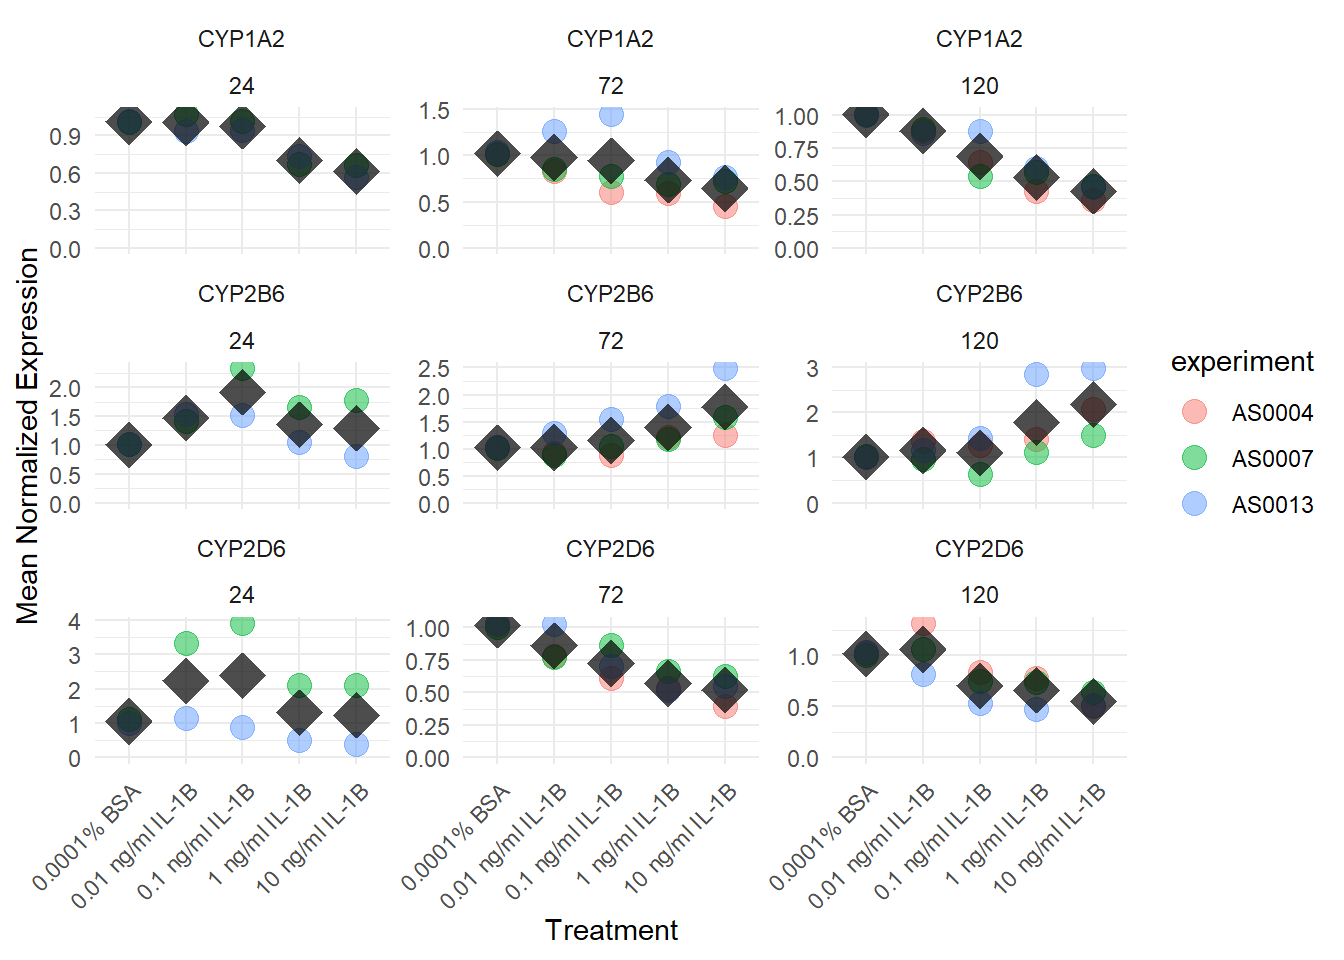 CYP1A2
CYP1A2
CYP1A2
24
72
120
0.9
0.6
0.3
0.0
1.5
1.0
0.5
0.0
1.00
0.75
0.50
0.25
0.00
CYP2B6
CYP2B6
CYP2B6
24
72
120
2.0
1.5
1.0
0.5
0.0
2.5
2.0
1.5
1.0
0.5
0.0
3
2
1
0
CYP2D6
CYP2D6
CYP2D6
24
72
120
4
3
2
1
0
1.00
0.75
0.50
0.25
0.00
1.0
0.5
0.0
0.0001% BSA
0.01 ng/ml IL-1B
0.1 ng/ml IL-1B
1 ng/ml IL-1B
10 ng/ml IL-1B
0.0001% BSA
0.01 ng/ml IL-1B
0.1 ng/ml IL-1B
1 ng/ml IL-1B
10 ng/ml IL-1B
0.0001% BSA
0.01 ng/ml IL-1B
0.1 ng/ml IL-1B
1 ng/ml IL-1B
10 ng/ml IL-1B
Treatment
Mean Normalized Expression
experiment
AS0004
AS0007
AS0013